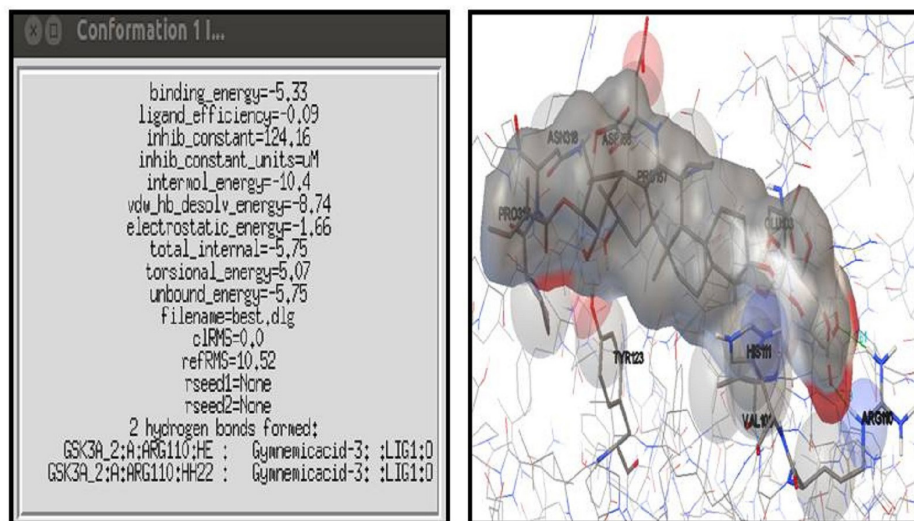 Conformation 1 I...
binding_energy=-5.33
ligand_efficiency=-0.09
inhib_constant=124.16
inhib_constant_units=uM
intermol_energy=-10.4
vdw_hb_desolv_energy=-8.74
electrostatic_energy=-1.66
total_internal=-5.75
torsional_energy=5.07
unbound_energy=-5.75
filename=best.dlg
clRMS=0.0
refRMS=10.52
rseed1=None
rseed2=None
2 hydrogen bonds formed:
GSK3A_2:A:ARG110:HE : Gymnemicacid-3: :LIG1:O
GSK3A_2:A:ARG110:HH22 : Gymnemicacid-3: :LIG1:O
ASN318
TYR123
HIS111
ARG110